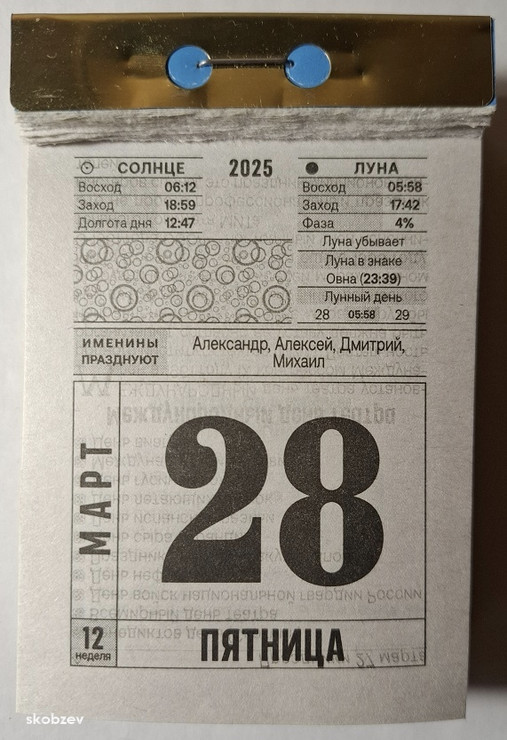 СОЛНЦЕ
Восход 06:12
Заход 18:59
Долгота дня 12:47
2025
ЛУНА
Восход 05:58
Заход 17:42
Фаза 4%
Луна убывает
Луна в знаке
Овна (23:39)
Лунный день
28 05:58 29
ИМЕНИНЫ
ПРАЗДНУЮТ
Александр, Алексей, Дмитрий,
Михаил
МАРТ
28
12
неделя
ПЯТНИЦА
skobzev